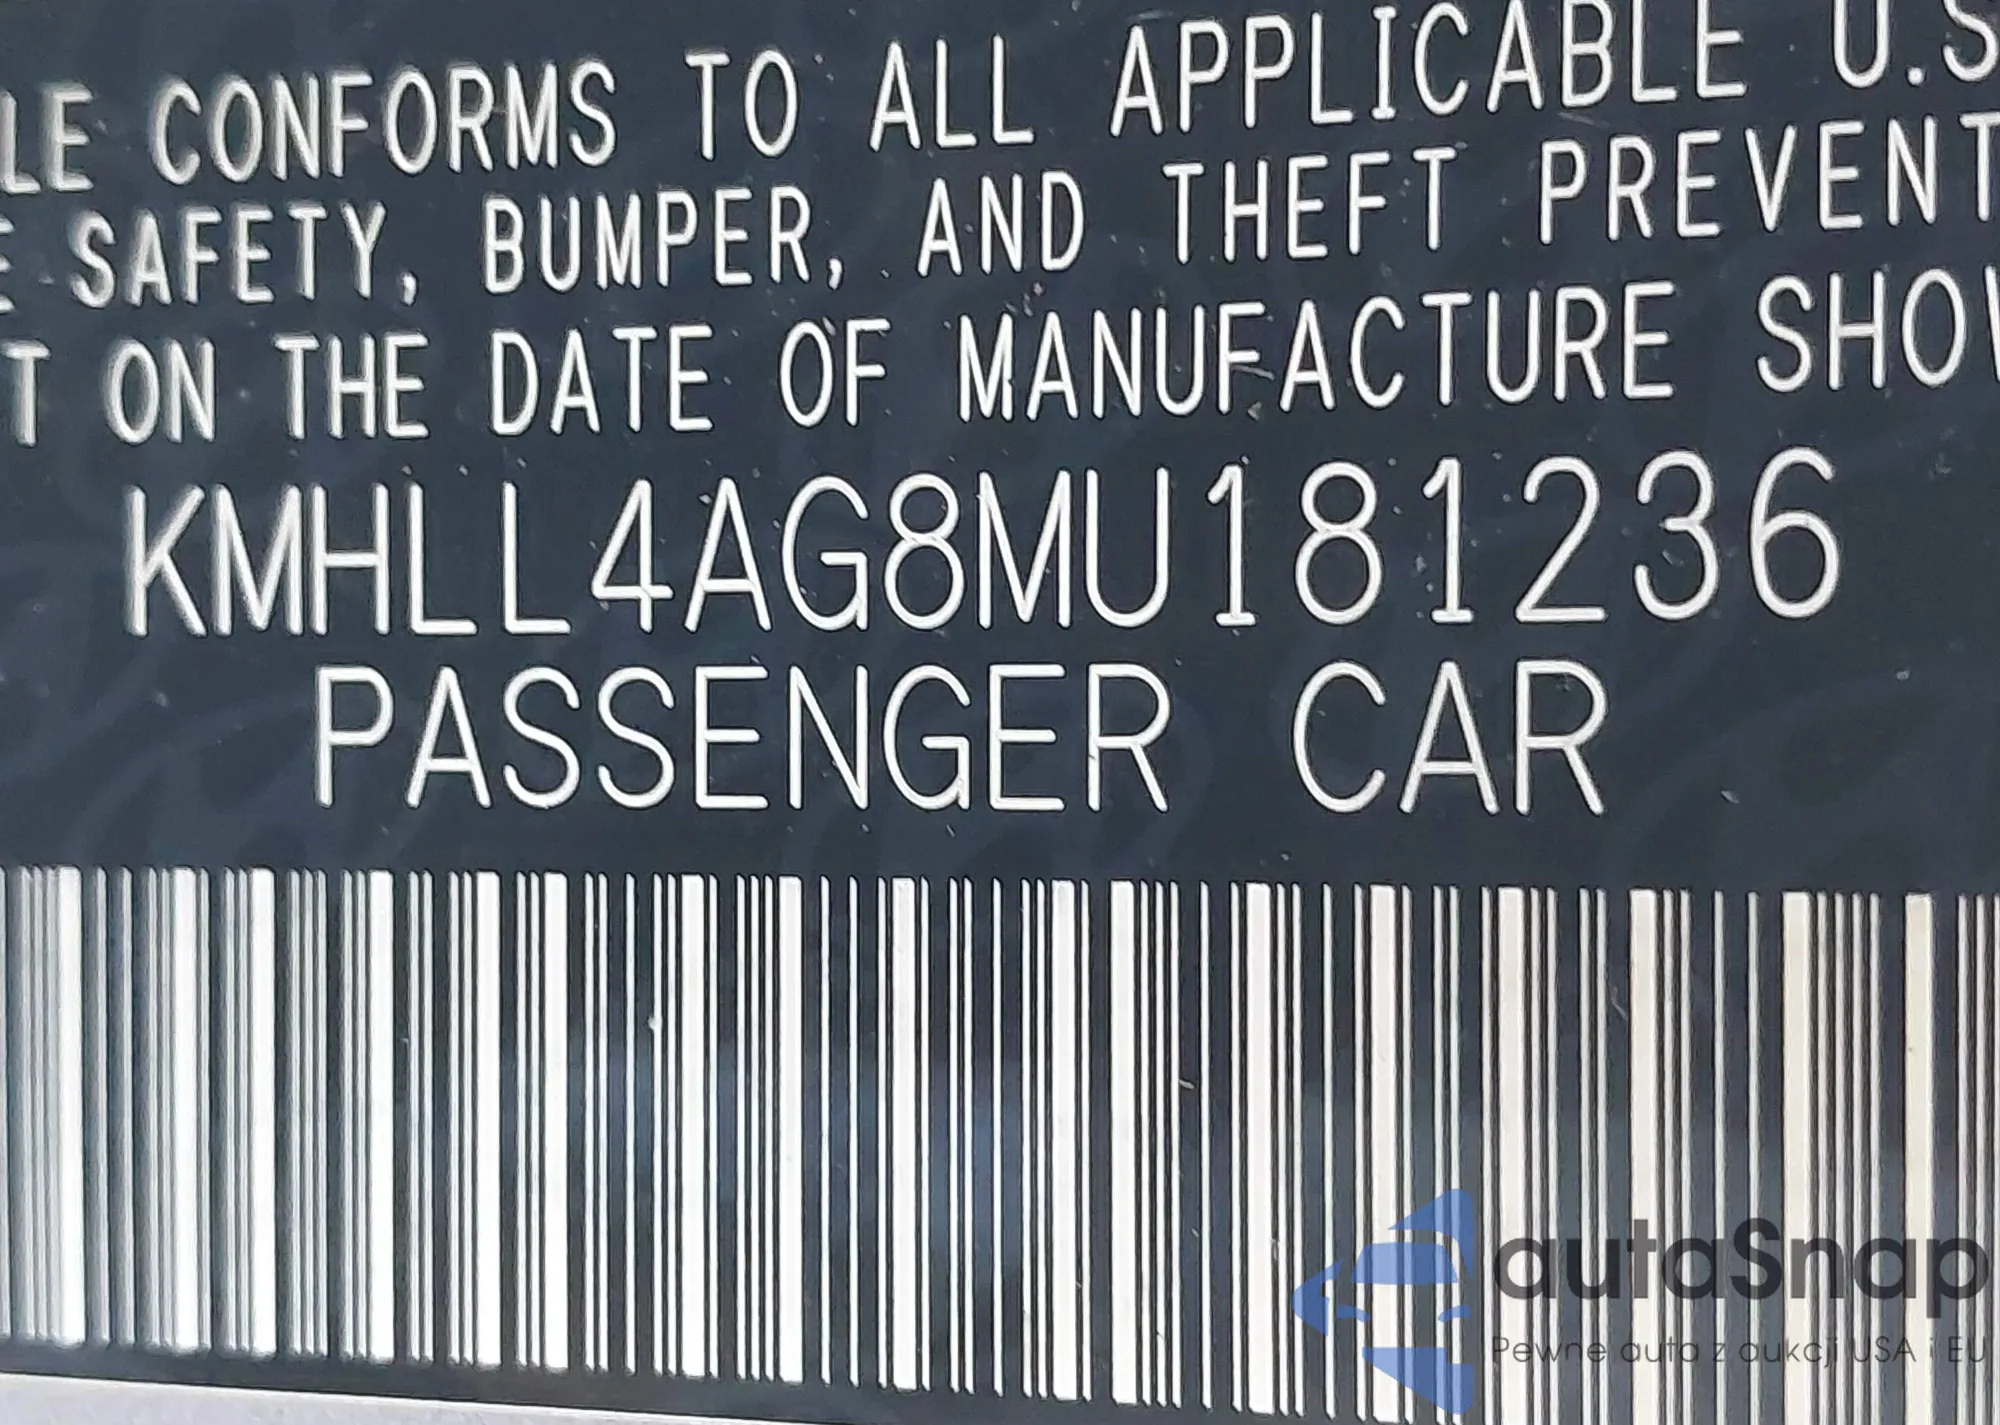 LE CONFORMS TO ALL APPLICABLE U.S
E SAFETY, BUMPER, AND THEFT PREVENT
T ON THE DATE OF MANUFACTURE SHOW
KMHLL4AG8MU181236
PASSENGER CAR
autaSnap
Pewne auta z aukcji USA i EU